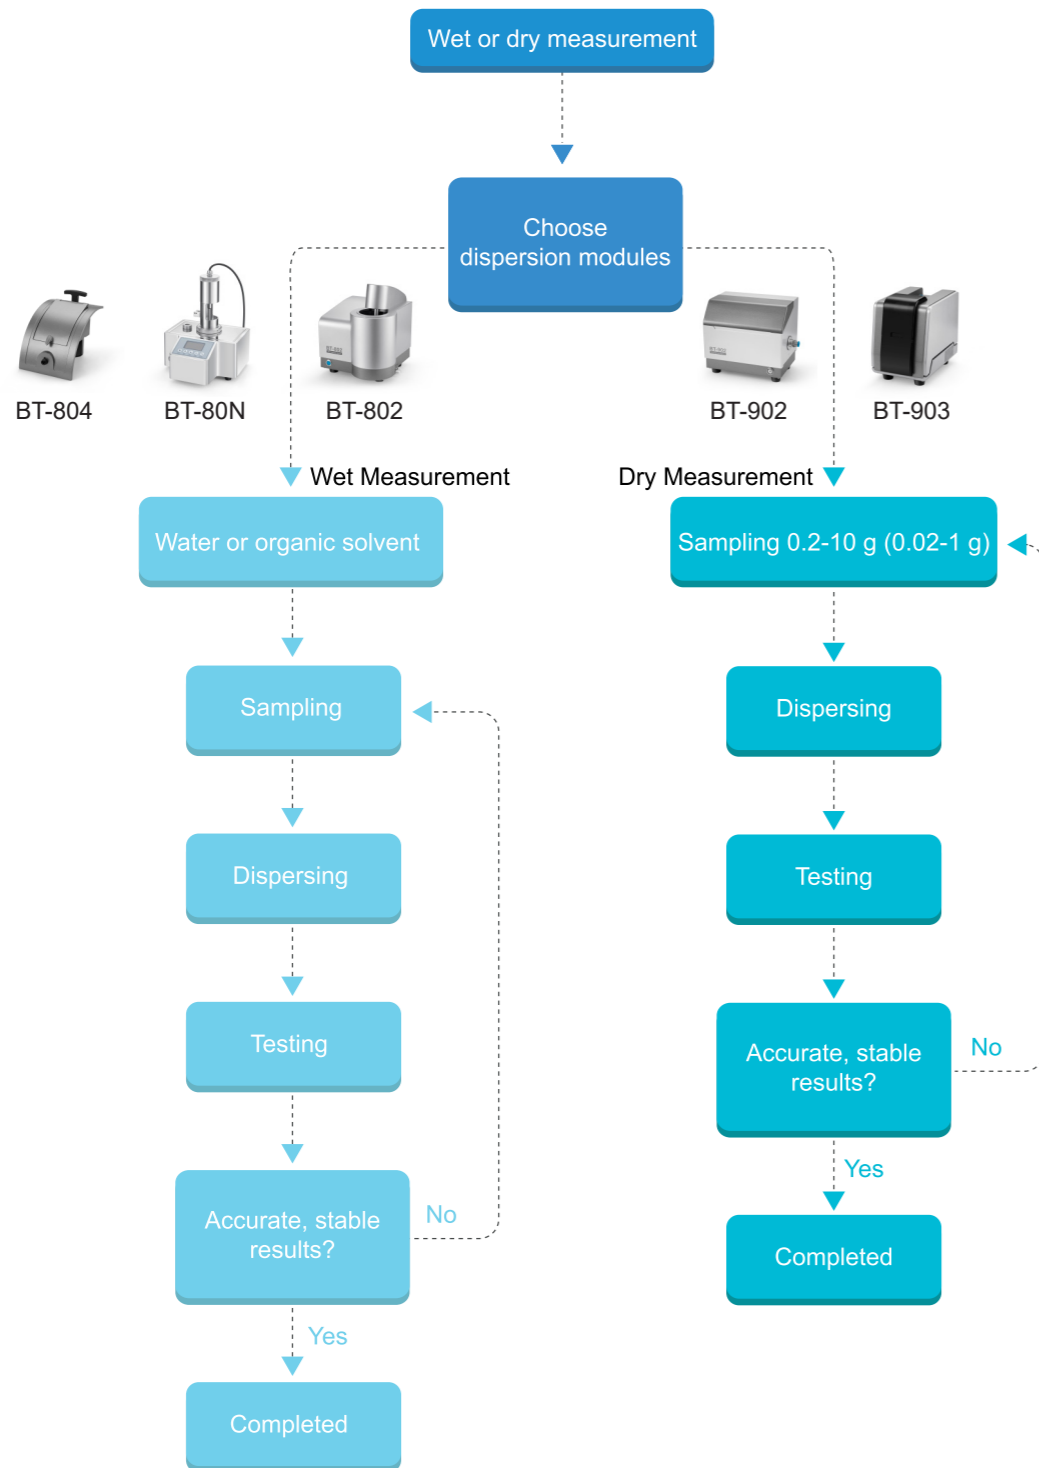 Wet or dry measurement
Choose
dispersion modules
BT-804
BT-80N
BT-802
BT-902
BT-903
Wet Measurement
Dry Measurement
Water or organic solvent
Sampling
Dispersing
Testing
Accurate, stable
results?
No
Yes
Completed
Sampling 0.2-10 g (0.02-1 g)
Dispersing
Testing
Accurate, stable
results?
No
Yes
Completed